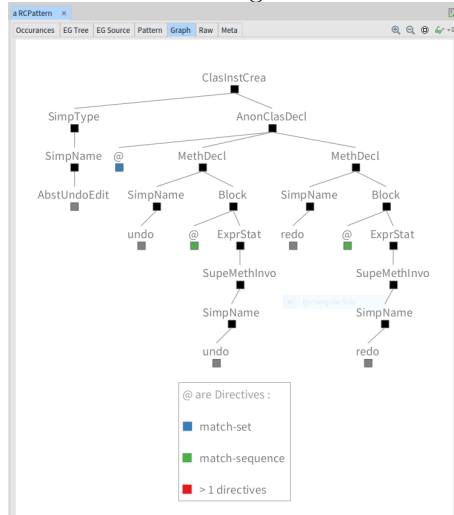 a RCPattern ×
Occurances EG Tree EG Source Pattern Graph Raw Meta
ClasInstCrea
SimpType AnonClasDecl
SimpName @ MethDecl MethDecl
AbstUndoEdit SimpName Block SimpName Block
undo @ ExprStat redo @ ExprStat
SupeMethInvo SupeMethInvo
Rectangular Snip
SimpName SimpName
undo redo
@ are Directives :
match-set
match-sequence
> 1 directives